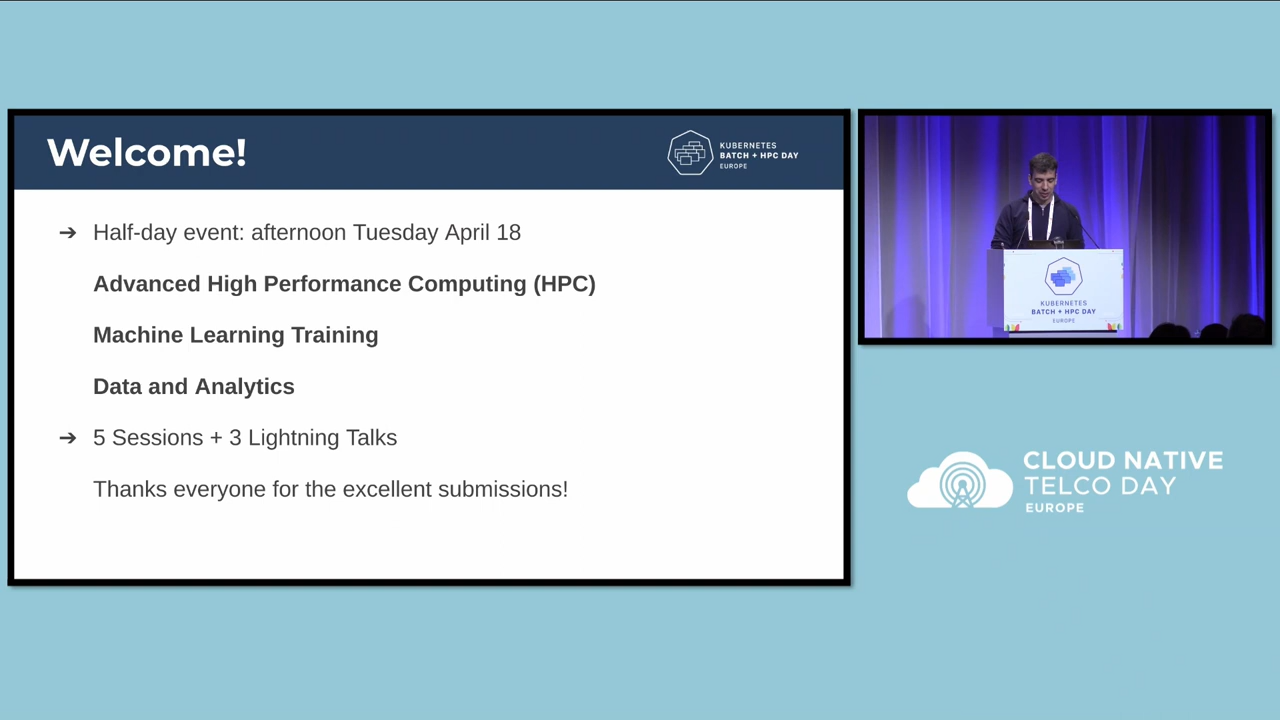 Welcome!
KUBERNETES
BATCH + HPC DAY
EUROPE
➔ Half-day event: afternoon Tuesday April 18
Advanced High Performance Computing (HPC)
Machine Learning Training
Data and Analytics
➔ 5 Sessions + 3 Lightning Talks
Thanks everyone for the excellent submissions!
KUBERNETES
BATCH + HPC DAY
EUROPE
CLOUD NATIVE
TELCO DAY
EUROPE